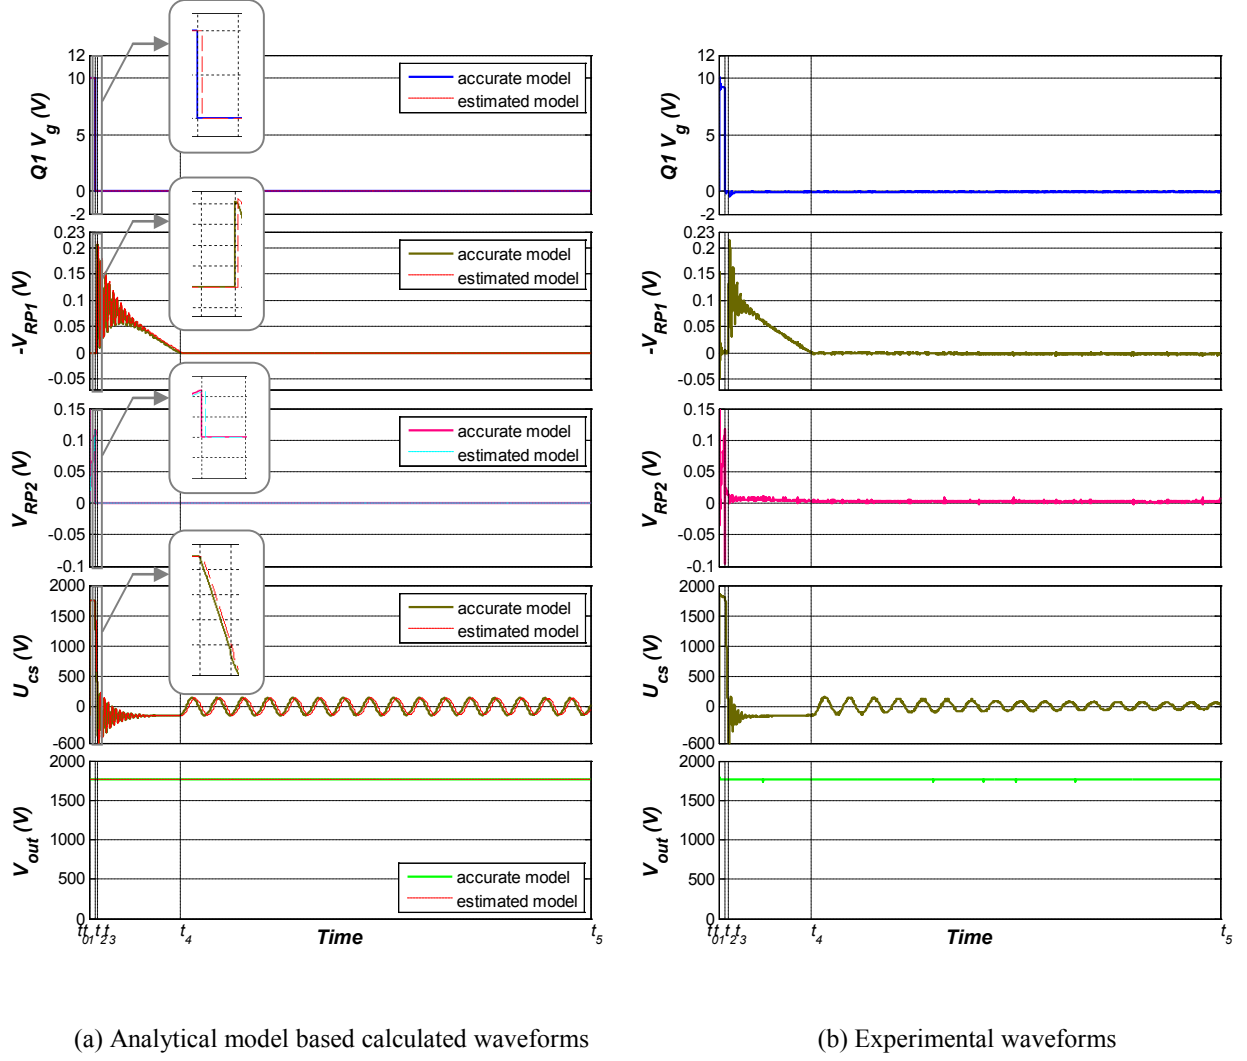 12
10
5
0
-2
Q1 V_g (V)
accurate model
estimated model
0.23
0.2
0.15
0.1
0.05
0
-0.05
-V_RP1 (V)
accurate model
estimated model
0.15
0.1
0.05
0
-0.05
-0.1
V_RP2 (V)
accurate model
estimated model
2000
1500
1000
500
0
-600
U_cs (V)
accurate model
estimated model
2000
1500
1000
500
0
V_out (V)
accurate model
estimated model
t_0 t_1 t_2 t_3 t_4 t_5
Time
12
10
5
0
-2
Q1 V_g (V)
0.23
0.2
0.15
0.1
0.05
0
-0.05
-V_RP1 (V)
0.15
0.1
0.05
0
-0.05
-0.1
V_RP2 (V)
2000
1500
1000
500
0
-600
U_cs (V)
2000
1500
1000
500
0
V_out (V)
t_0 t_1 t_2 t_3 t_4 t_5
Time
(a) Analytical model based calculated waveforms
(b) Experimental waveforms